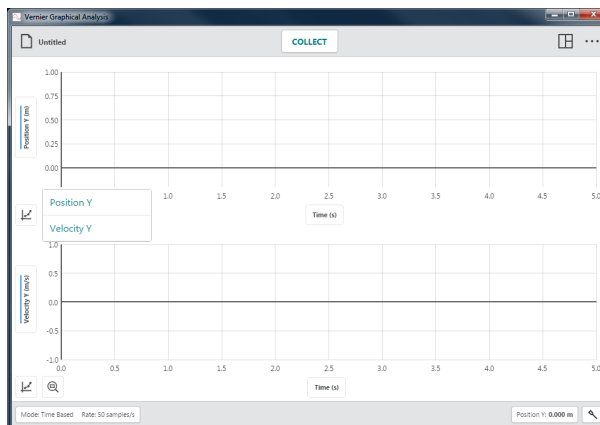 Vernier Graphical Analysis
Untitled
COLLECT
1.00
0.75
0.50
0.25
0.00
Position Y (m)
1.0 1.5 2.0 2.5 3.0 3.5 4.0 4.5 5.0
Time (s)
Position Y
Velocity Y
1.0
0.5
0.0
-0.5
-1.0
Velocity Y (m/s)
0.0 0.5 1.0 1.5 2.0 2.5 3.0 3.5 4.0 4.5 5.0
Time (s)
Mode: Time Based Rate: 50 samples/s
Position Y: 0.000 m